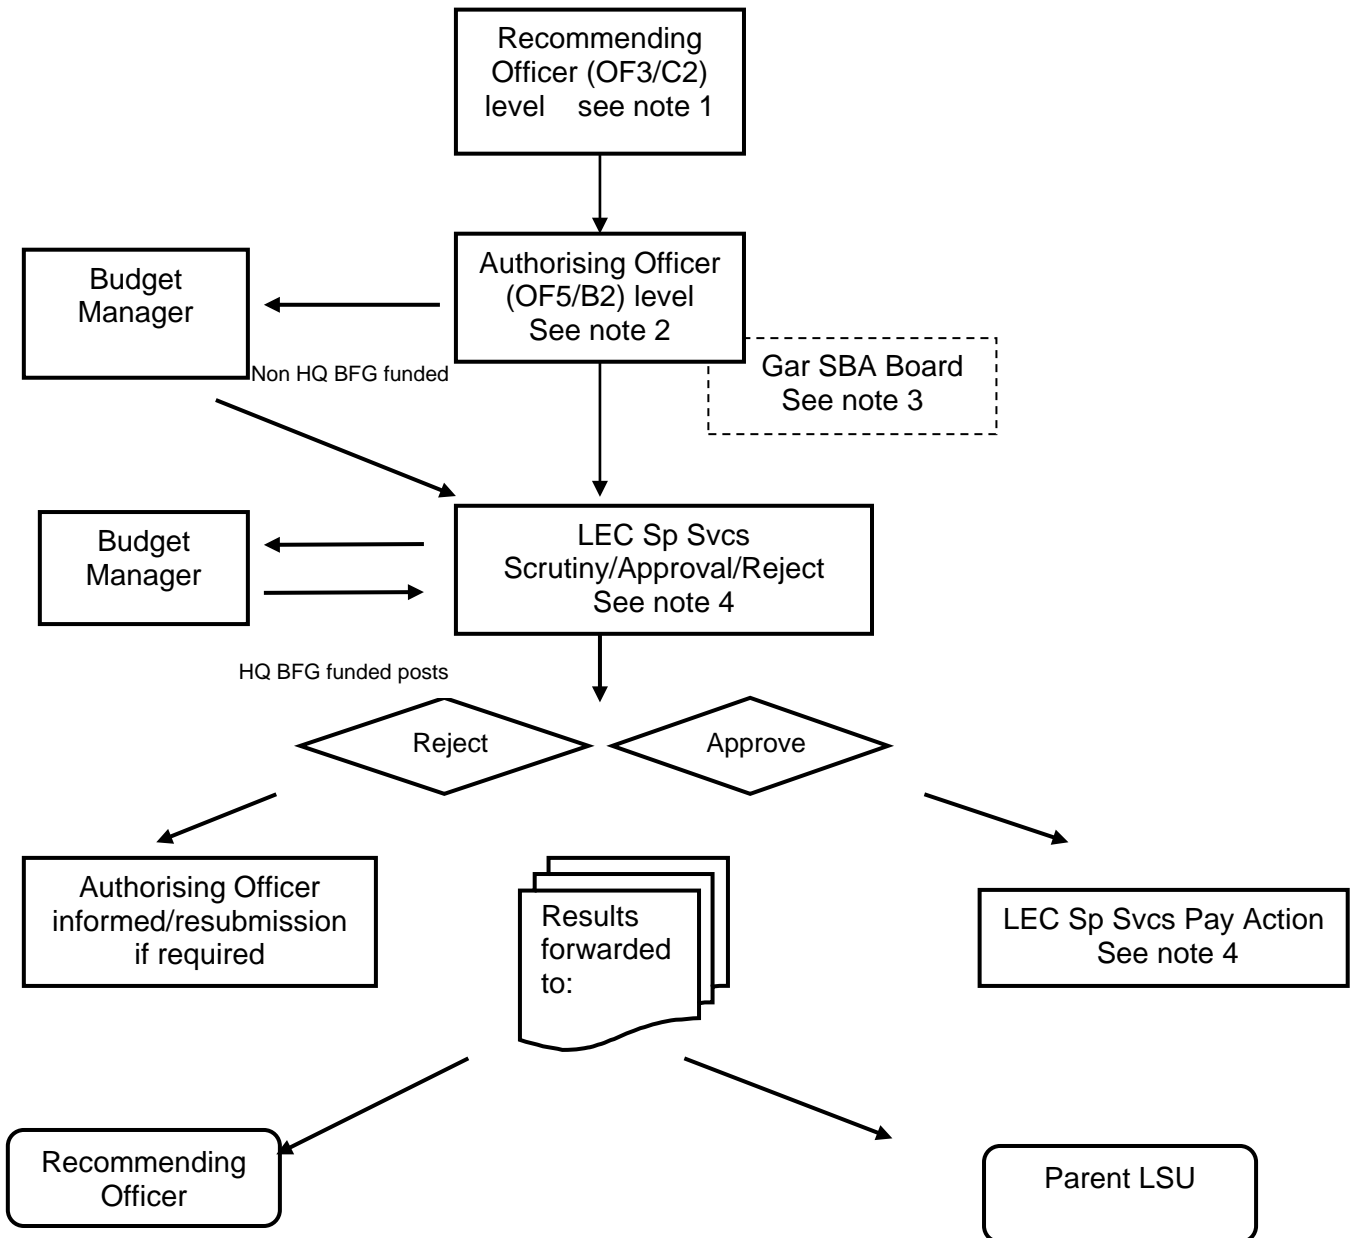 Recommending
Officer (OF3/C2)
level see note 1
Authorising Officer
(OF5/B2) level
See note 2
Budget
Manager
Gar SBA Board
See note 3
Non HQ BFG funded
LEC Sp Svcs
Scrutiny/Approval/Reject
See note 4
Budget
Manager
HQ BFG funded posts
Reject
Approve
Authorising Officer
informed/resubmission
if required
Results
forwarded
to:
LEC Sp Svcs Pay Action
See note 4
Recommending
Officer
Parent LSU